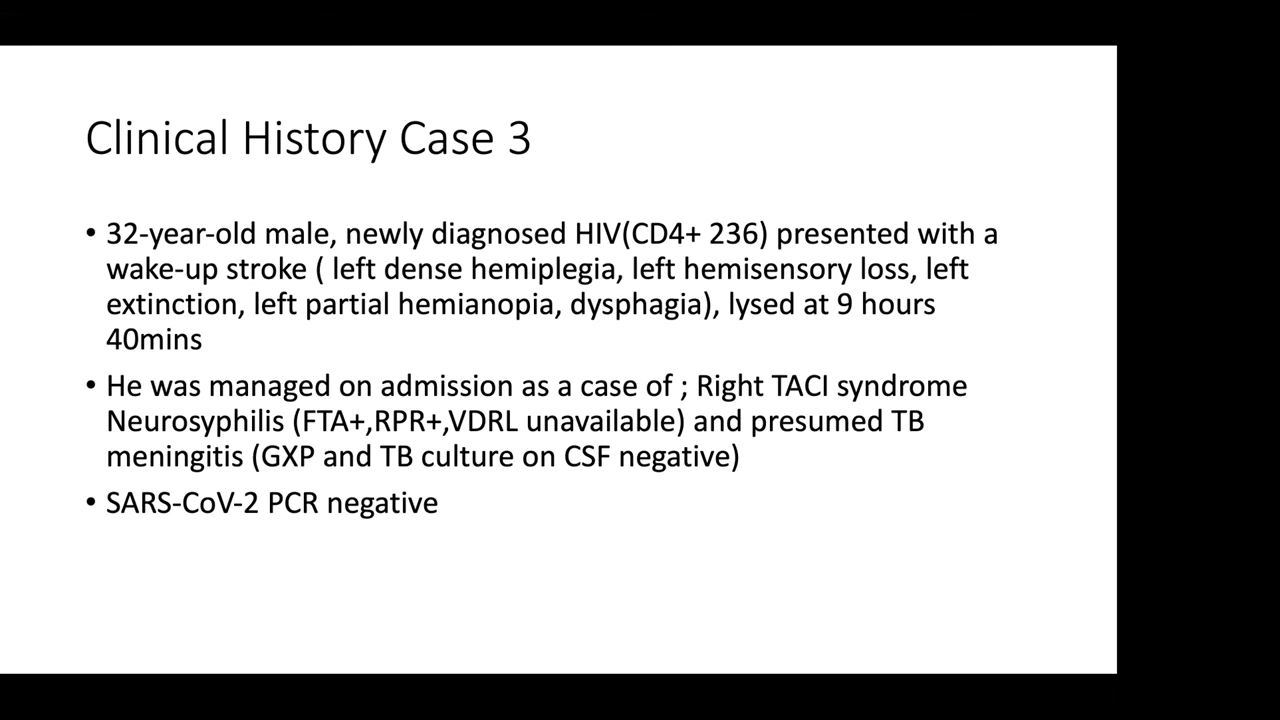 Clinical History Case 3
• 32-year-old male, newly diagnosed HIV(CD4+ 236) presented with a
wake-up stroke ( left dense hemiplegia, left hemisensory loss, left
extinction, left partial hemianopia, dysphagia), lysed at 9 hours
40mins
• He was managed on admission as a case of ; Right TACI syndrome
Neurosyphilis (FTA+,RPR+,VDRL unavailable) and presumed TB
meningitis (GXP and TB culture on CSF negative)
• SARS-CoV-2 PCR negative